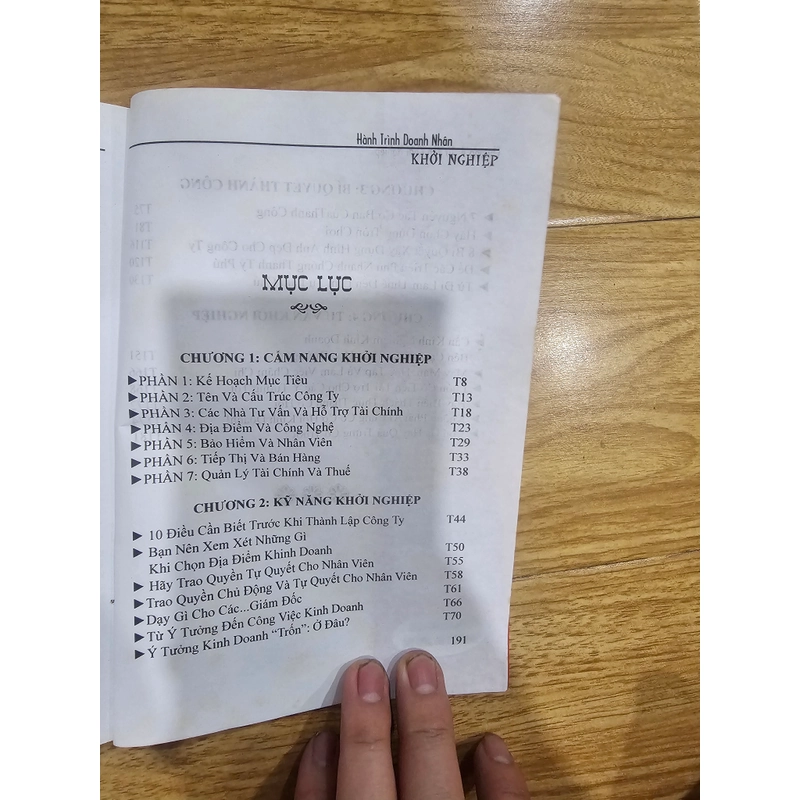 Hành Trình Doanh Nhân
KHỞI NGHIỆP
MỤC LỤC
CHƯƠNG 1: CẨM NANG KHỞI NGHIỆP
►PHẦN 1: Kế Hoạch Mục Tiêu T8
►PHẦN 2: Tên Và Cấu Trúc Công Ty T13
►PHẦN 3: Các Nhà Tư Vấn Và Hỗ Trợ Tài Chính T18
►PHẦN 4: Địa Điểm Và Công Nghệ T23
►PHẦN 5: Bảo Hiểm Và Nhân Viên T29
►PHẦN 6: Tiếp Thị Và Bán Hàng T33
►PHẦN 7: Quản Lý Tài Chính Và Thuế T38
CHƯƠNG 2: KỸ NĂNG KHỞI NGHIỆP
► 10 Điều Cần Biết Trước Khi Thành Lập Công Ty T44
► Bạn Nên Xem Xét Những Gì
Khi Chọn Địa Điểm Khinh Doanh T50
► Hãy Trao Quyền Tự Quyết Cho Nhân Viên T55
► Trao Quyền Chủ Động Và Tự Quyết Cho Nhân Viên T58
► Dạy Gì Cho Các...Giám Đốc T61
► Từ Ý Tưởng Đến Công Việc Kinh Doanh T66
► Ý Tưởng Kinh Doanh “Trốn”: Ở Đâu? T70
191